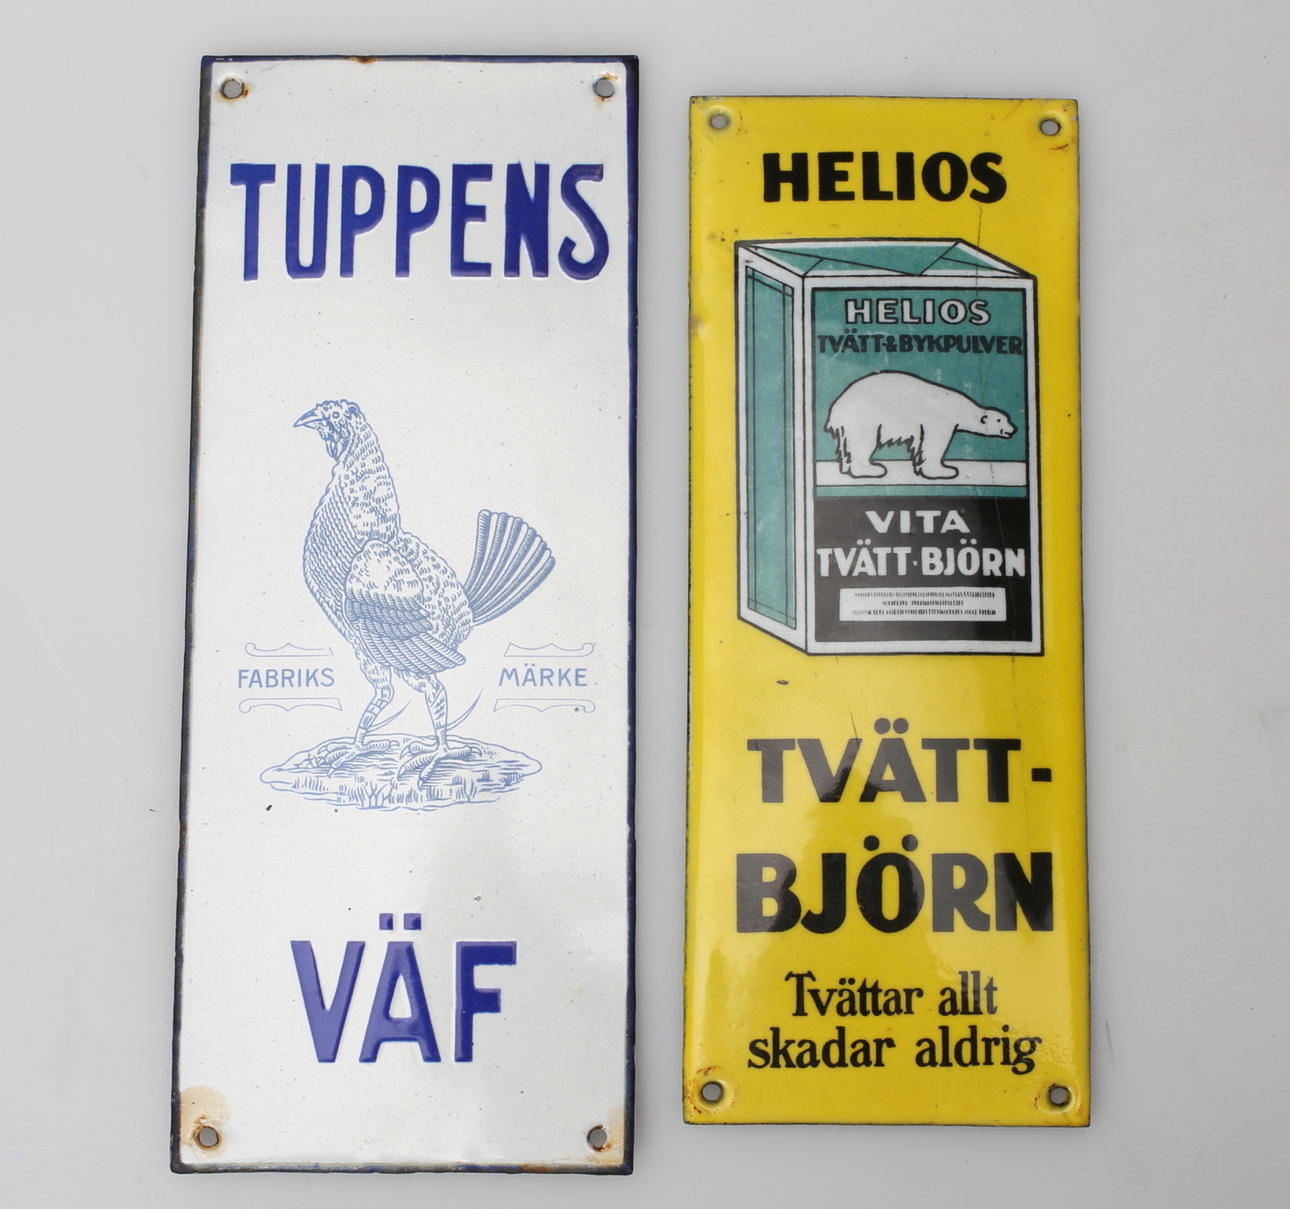 TUPPENS
FABRIKS MÄRKE
VÄF
HELIOS
HELIOS
TVÄTT & BYKPULVER
VITA
TVÄTT-BJÖRN
TVÄTT-
BJÖRN
Tvättar allt
skadar aldrig